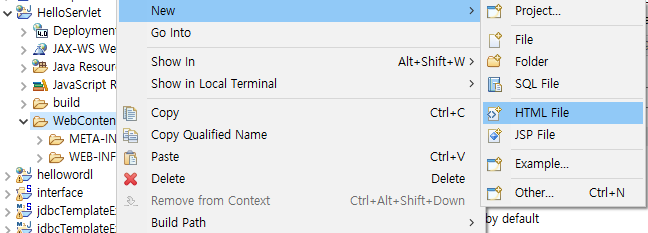 HelloServlet
Deploymen
JAX-WS We
Java Resour
JavaScript R
build
WebConten
META-IN
WEB-INF
hellowordl
interface
jdbcTemplateEx
jdbcTemplateEx
New
Go Into
Show In Alt+Shift+W
Show in Local Terminal
Copy Ctrl+C
Copy Qualified Name
Paste Ctrl+V
Delete Delete
Remove from Context Ctrl+Alt+Shift+Down
Build Path
Project...
File
Folder
SQL File
HTML File
JSP File
Example...
Other... Ctrl+N
by default